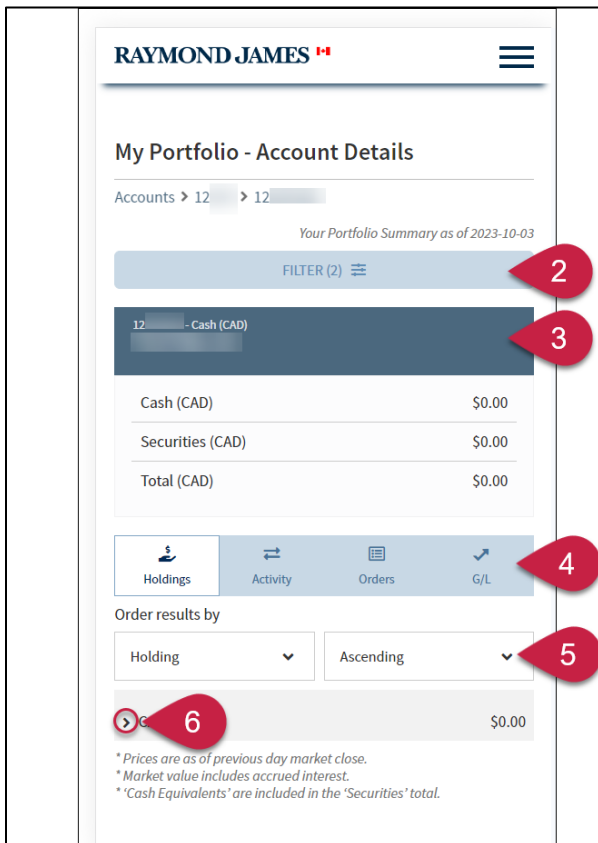 RAYMOND JAMES
My Portfolio - Account Details
Accounts > 12 > 12
Your Portfolio Summary as of 2023-10-03
FILTER (2)
2
12 - Cash (CAD)
3
Cash (CAD) $0.00
Securities (CAD) $0.00
Total (CAD) $0.00
Holdings Activity Orders G/L
4
Order results by
Holding Ascending
5
6 $0.00
* Prices are as of previous day market close.
* Market value includes accrued interest.
* 'Cash Equivalents' are included in the 'Securities' total.